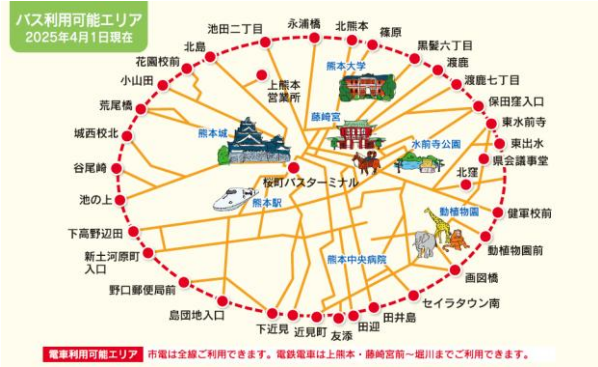 バス利用可能エリア
2025年4月1日現在
池田二丁目
永浦橋
北熊本
篠原
黒髪六丁目
渡鹿
渡鹿七丁目
保田窪入口
東水前寺
東出水
県会議事堂
北窪
健軍校前
動植物園前
画図橋
セイラタウン南
田井島
田迎
友添
近見町
下近見
島団地入口
野口郵便局前
新土河原町
入口
下高野辺田
池の上
谷尾崎
城西校北
荒尾橋
小山田
花園校前
北島
上熊本
営業所
熊本大学
藤崎宮
熊本城
水前寺公園
桜町バスターミナル
熊本駅
動植物園
熊本中央病院
電車利用可能エリア
市電は全線ご利用できます。電鉄電車は上熊本・藤崎宮前〜堀川までご利用できます。